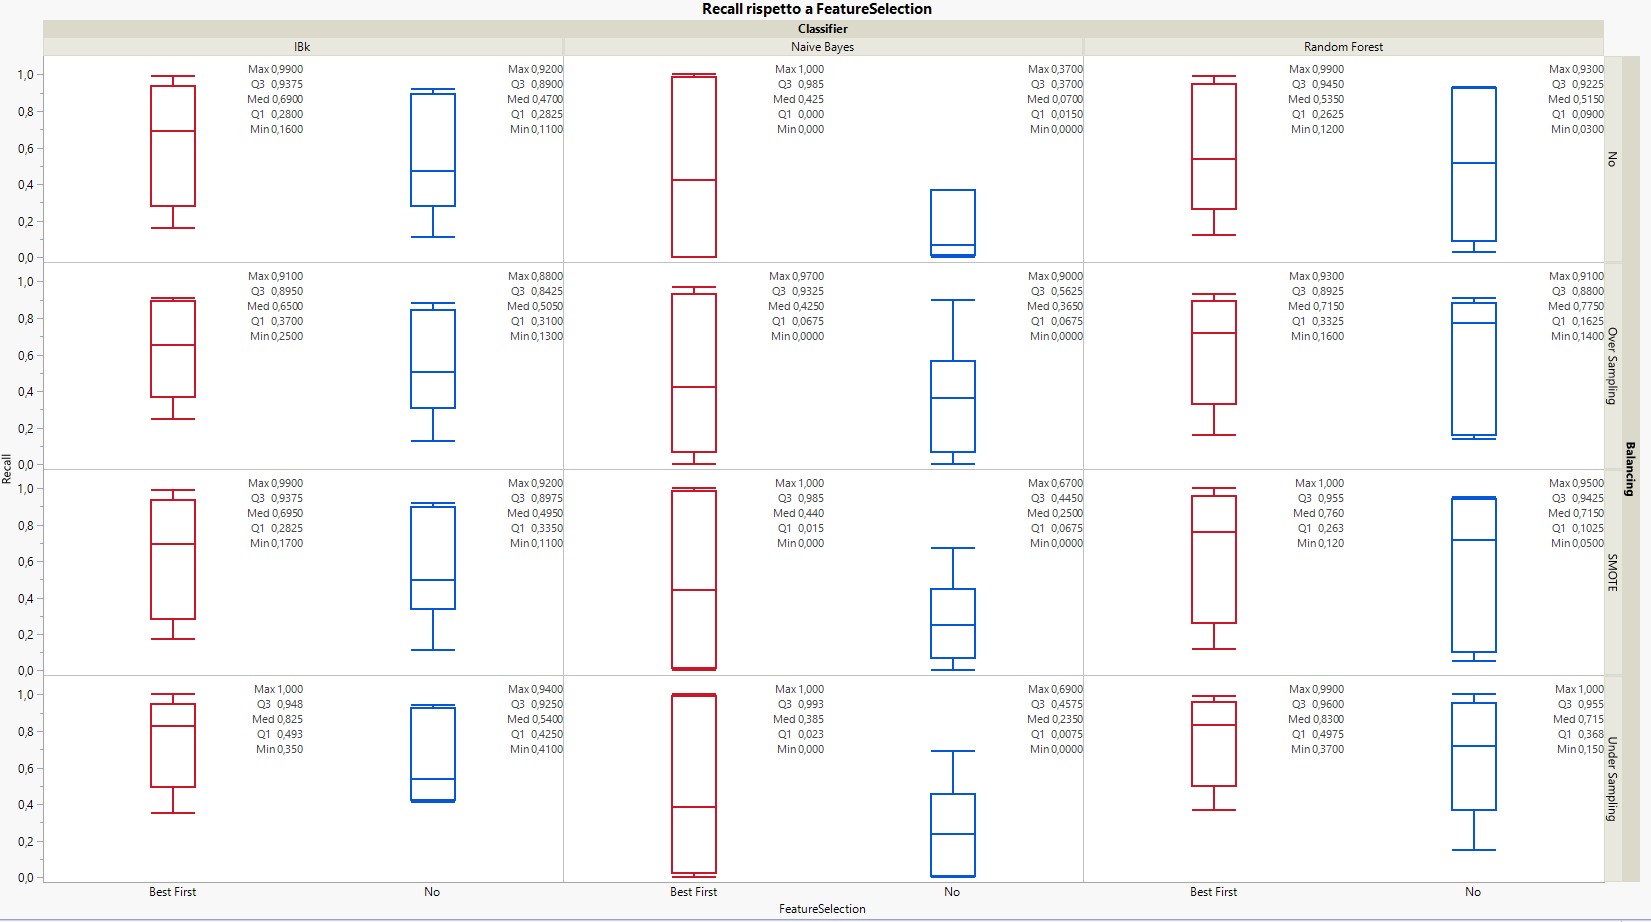 Recall rispetto a FeatureSelection
Classifier
IBk
Naive Bayes
Random Forest
1,0
0,8
0,6
0,4
0,2
0,0
Max 0,9900
Q3 0,9375
Med 0,6900
Q1 0,2800
Min 0,1600
Max 0,9200
Q3 0,8900
Med 0,4700
Q1 0,2825
Min 0,1100
Max 1,000
Q3 0,985
Med 0,425
Q1 0,000
Min 0,000
Max 0,3700
Q3 0,3700
Med 0,0700
Q1 0,0150
Min 0,0000
Max 0,9900
Q3 0,9450
Med 0,5350
Q1 0,2625
Min 0,1200
Max 0,9300
Q3 0,9225
Med 0,5150
Q1 0,0900
Min 0,0300
No
1,0
0,8
0,6
0,4
0,2
0,0
Max 0,9100
Q3 0,8950
Med 0,6500
Q1 0,3700
Min 0,2500
Max 0,8800
Q3 0,8425
Med 0,5050
Q1 0,3100
Min 0,1300
Max 0,9700
Q3 0,9325
Med 0,4250
Q1 0,0675
Min 0,0000
Max 0,9000
Q3 0,5625
Med 0,3650
Q1 0,0675
Min 0,0000
Max 0,9300
Q3 0,8925
Med 0,7150
Q1 0,3325
Min 0,1600
Max 0,9100
Q3 0,8800
Med 0,7750
Q1 0,1625
Min 0,1400
Over Sampling
Recall
Balancing
1,0
0,8
0,6
0,4
0,2
0,0
Max 0,9900
Q3 0,9375
Med 0,6950
Q1 0,2825
Min 0,1700
Max 0,9200
Q3 0,8975
Med 0,4950
Q1 0,3350
Min 0,1100
Max 1,000
Q3 0,985
Med 0,440
Q1 0,015
Min 0,000
Max 0,6700
Q3 0,4450
Med 0,2500
Q1 0,0675
Min 0,0000
Max 1,000
Q3 0,955
Med 0,760
Q1 0,263
Min 0,120
Max 0,9500
Q3 0,9425
Med 0,7150
Q1 0,1025
Min 0,0500
SMOTE
1,0
0,8
0,6
0,4
0,2
0,0
Max 1,000
Q3 0,948
Med 0,825
Q1 0,493
Min 0,350
Max 0,9400
Q3 0,9250
Med 0,5400
Q1 0,4250
Min 0,4100
Max 1,000
Q3 0,993
Med 0,385
Q1 0,023
Min 0,000
Max 0,6900
Q3 0,4575
Med 0,2350
Q1 0,0075
Min 0,0000
Max 0,9900
Q3 0,9600
Med 0,8300
Q1 0,4975
Min 0,3700
Max 1,000
Q3 0,955
Med 0,715
Q1 0,368
Min 0,150
Under Sampling
Best First
No
Best First
No
Best First
No
FeatureSelection